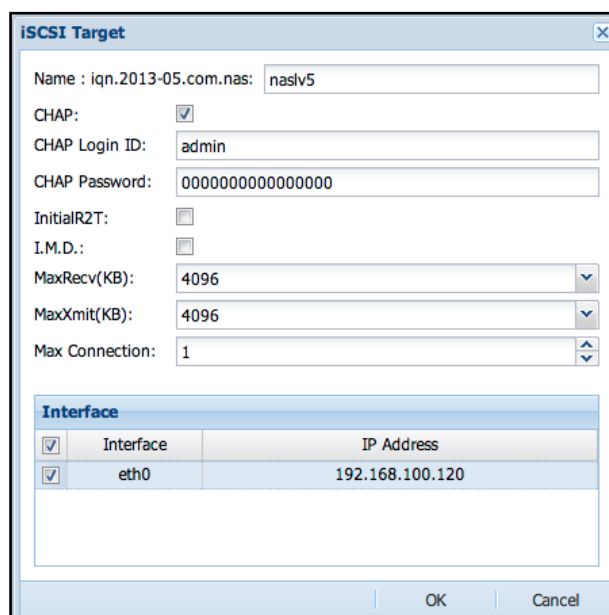 iSCSI Target
Name : iqn.2013-05.com.nas: naslv5
CHAP:
CHAP Login ID: admin
CHAP Password: 0000000000000000
InitialR2T:
I.M.D.:
MaxRecv(KB): 4096
MaxXmit(KB): 4096
Max Connection: 1
Interface
Interface IP Address
eth0 192.168.100.120
OK Cancel